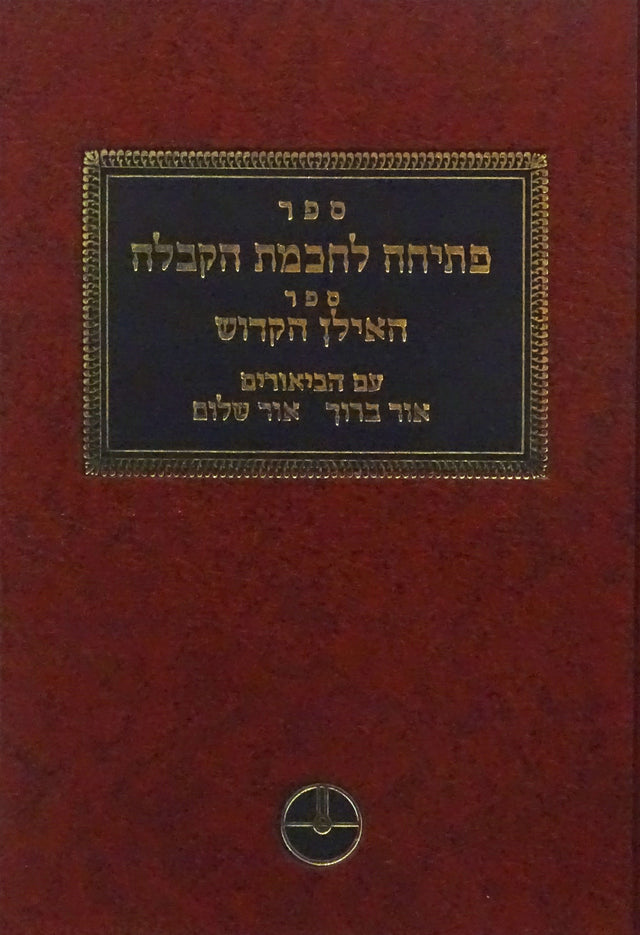 ספר
פתיחה לחכמת הקבלה
ספר
האילן הקדוש
עם הביאורים
אור ברוך אור שלום